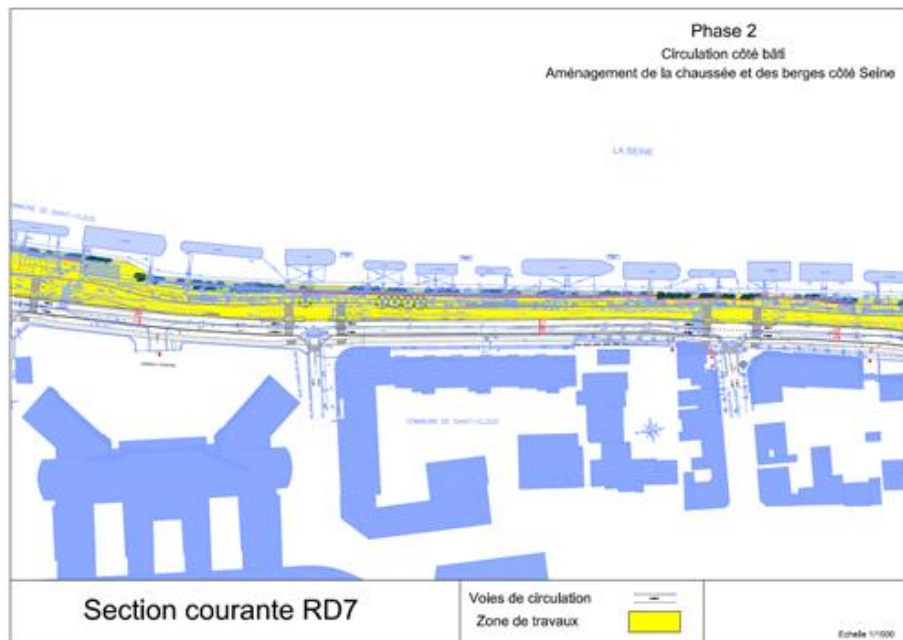 Phase 2
Circulation côté bâti
Aménagement de la chaussée et des berges côté Seine
LA SEINE
COMMUNE DE SAINT-CLOUD
COMMUNE DE SAINT-CLOUD
Section courante RD7
Voies de circulation
Zone de travaux
Echelle 1/1000